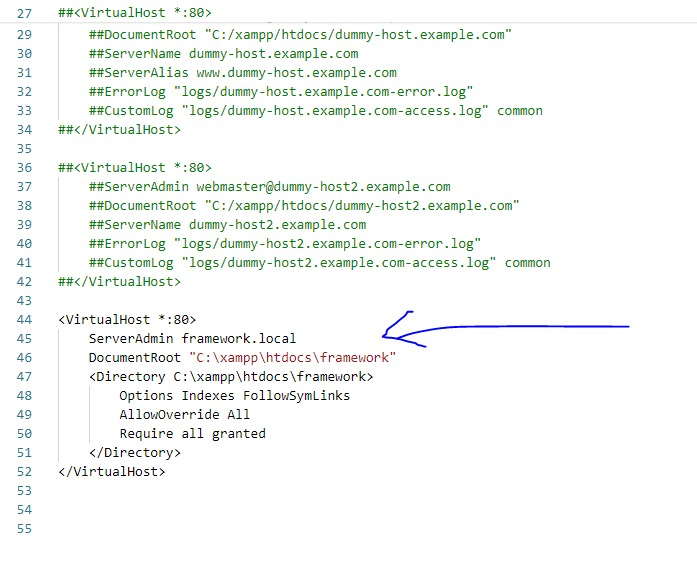 27 ##<VirtualHost *:80>
29 ##DocumentRoot "C:/xampp/htdocs/dummy-host.example.com"
30 ##ServerName dummy-host.example.com
31 ##ServerAlias www.dummy-host.example.com
32 ##ErrorLog "logs/dummy-host.example.com-error.log"
33 ##CustomLog "logs/dummy-host.example.com-access.log" common
34 ##</VirtualHost>
35
36 ##<VirtualHost *:80>
37 ##ServerAdmin webmaster@dummy-host2.example.com
38 ##DocumentRoot "C:/xampp/htdocs/dummy-host2.example.com"
39 ##ServerName dummy-host2.example.com
40 ##ErrorLog "logs/dummy-host2.example.com-error.log"
41 ##CustomLog "logs/dummy-host2.example.com-access.log" common
42 ##</VirtualHost>
43
44 <VirtualHost *:80>
45 ServerAdmin framework.local
46 DocumentRoot "C:\xampp\htdocs\framework"
47 <Directory C:\xampp\htdocs\framework>
48 Options Indexes FollowSymLinks
49 AllowOverride All
50 Require all granted
51 </Directory>
52 </VirtualHost>
53
54
55